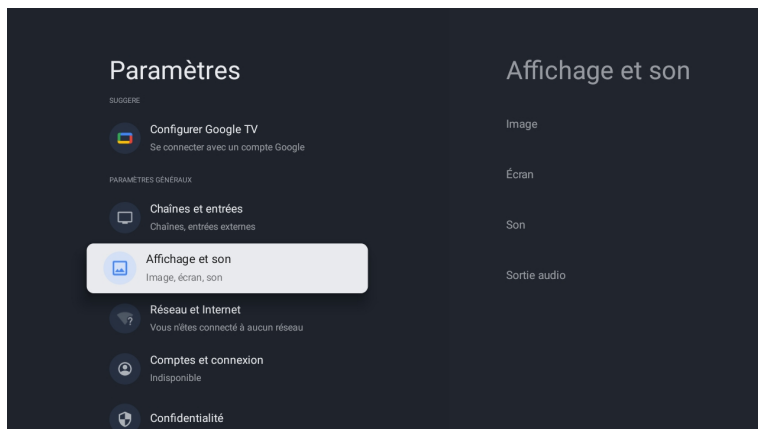 Paramètres
SUGGÉRÉ
Configurer Google TV
Se connecter avec un compte Google
PARAMÈTRES GÉNÉRAUX
Chaînes et entrées
Chaînes, entrées externes
Affichage et son
Image, écran, son
Réseau et Internet
Vous n'êtes connecté à aucun réseau
Comptes et connexion
Indisponible
Confidentialité
Affichage et son
Image
Écran
Son
Sortie audio